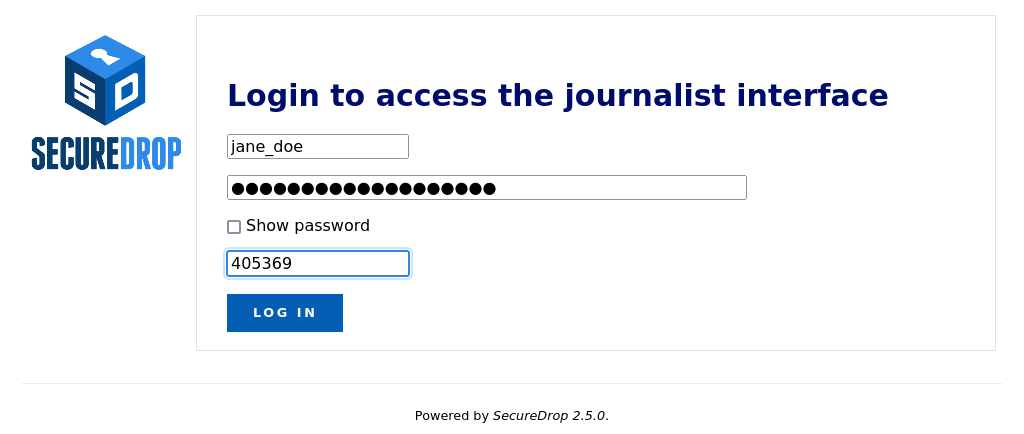 SECUREDROP
Login to access the journalist interface
jane_doe
●●●●●●●●●●●●●●●●●●●
Show password
405369
LOG IN
Powered by SecureDrop 2.5.0.